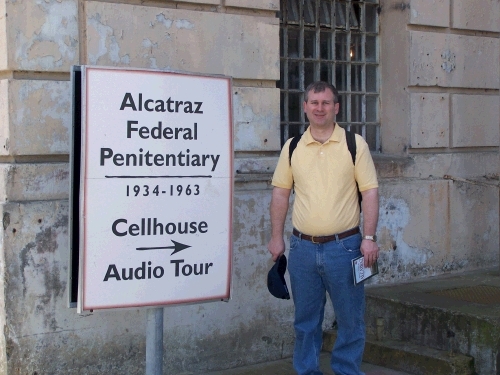 Alcatraz
Federal
Penitentiary
1934-1963
Cellhouse
Audio Tour